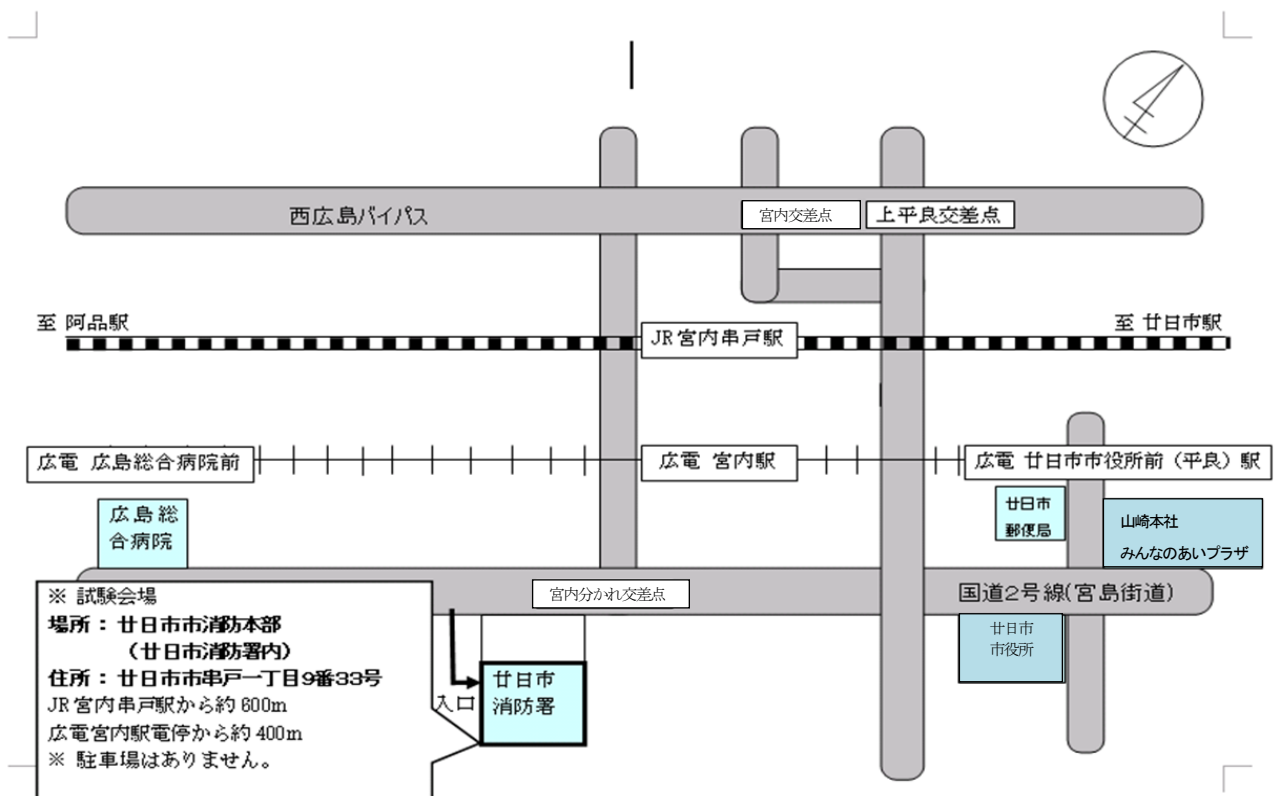 西広島バイパス
宮内交差点
上平良交差点
至 阿品駅
至 廿日市駅
JR宮内串戸駅
広電 広島総合病院前
広電 宮内駅
広電 廿日市市役所前（平良）駅
広島総
合病院
廿日市
郵便局
山崎本社
みんなのあいプラザ
宮内分かれ交差点
国道2号線(宮島街道)
廿日市
市役所
※ 試験会場
場所：廿日市市消防本部
（廿日市消防署内）
住所：廿日市市串戸一丁目9番33号
JR宮内串戸駅から約600m
広電宮内駅電停から約400m
※ 駐車場はありません。
入口
廿日市
消防署